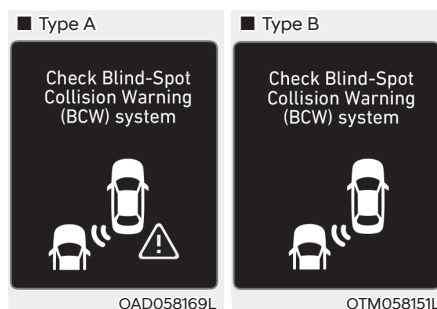 ■ Type A
Check Blind-Spot
Collision Warning
(BCW) system
OAD058169L
■ Type B
Check Blind-Spot
Collision Warning
(BCW) system
OTM058151L